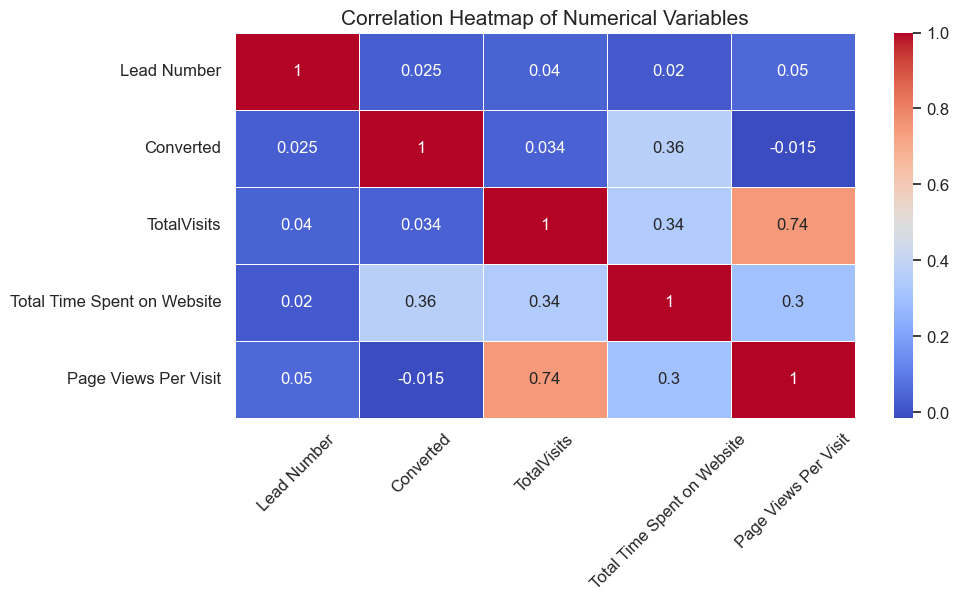 Correlation Heatmap of Numerical Variables
Lead Number 1 0.025 0.04 0.02 0.05
Converted 0.025 1 0.034 0.36 -0.015
TotalVisits 0.04 0.034 1 0.34 0.74
Total Time Spent on Website 0.02 0.36 0.34 1 0.3
Page Views Per Visit 0.05 -0.015 0.74 0.3 1
Lead Number
Converted
TotalVisits
Total Time Spent on Website
Page Views Per Visit
1.0
0.8
0.6
0.4
0.2
0.0